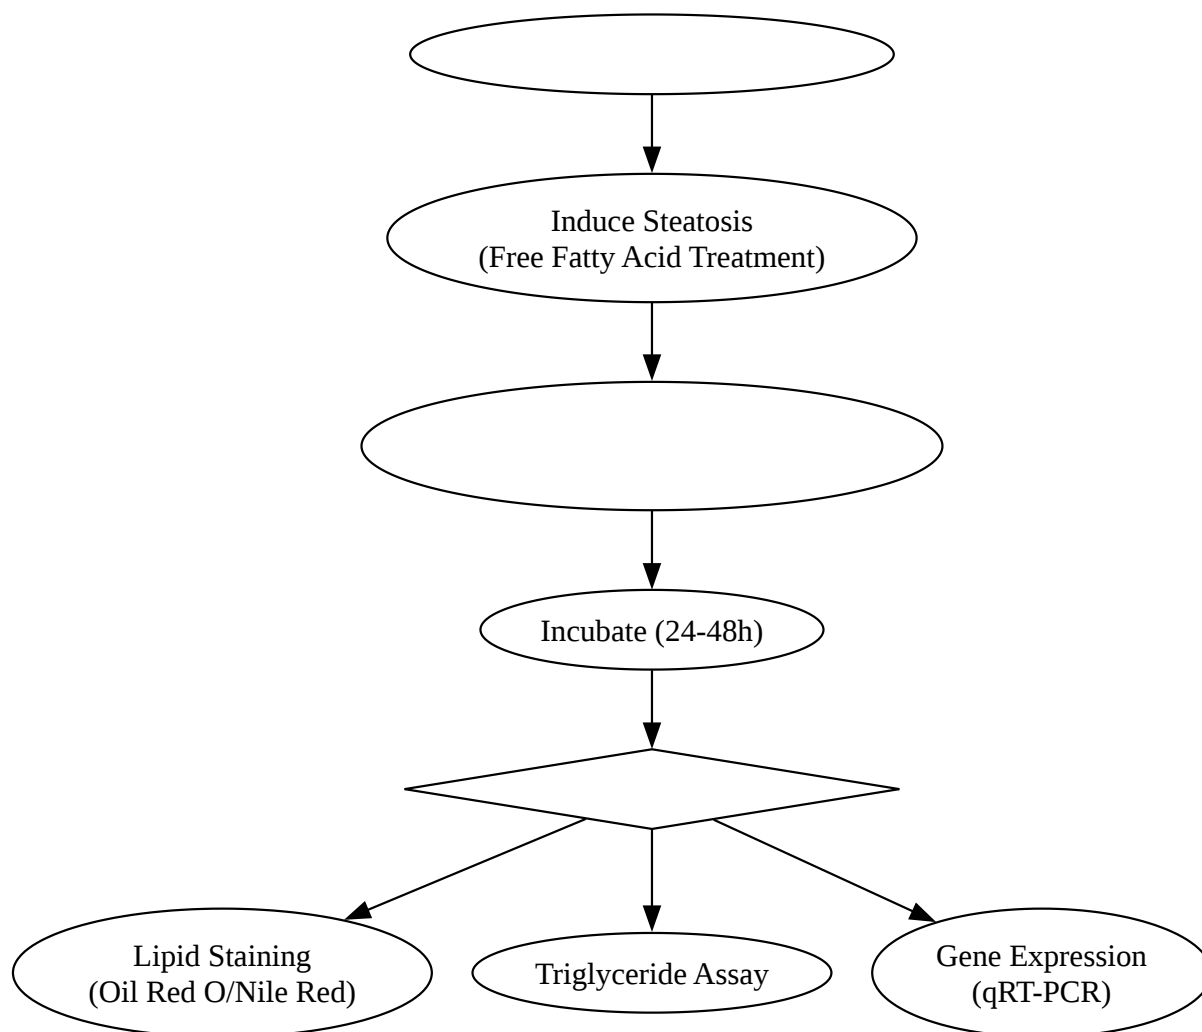 Induce Steatosis
(Free Fatty Acid Treatment)
Incubate (24-48h)
Lipid Staining
(Oil Red O/Nile Red)
Triglyceride Assay
Gene Expression
(qRT-PCR)